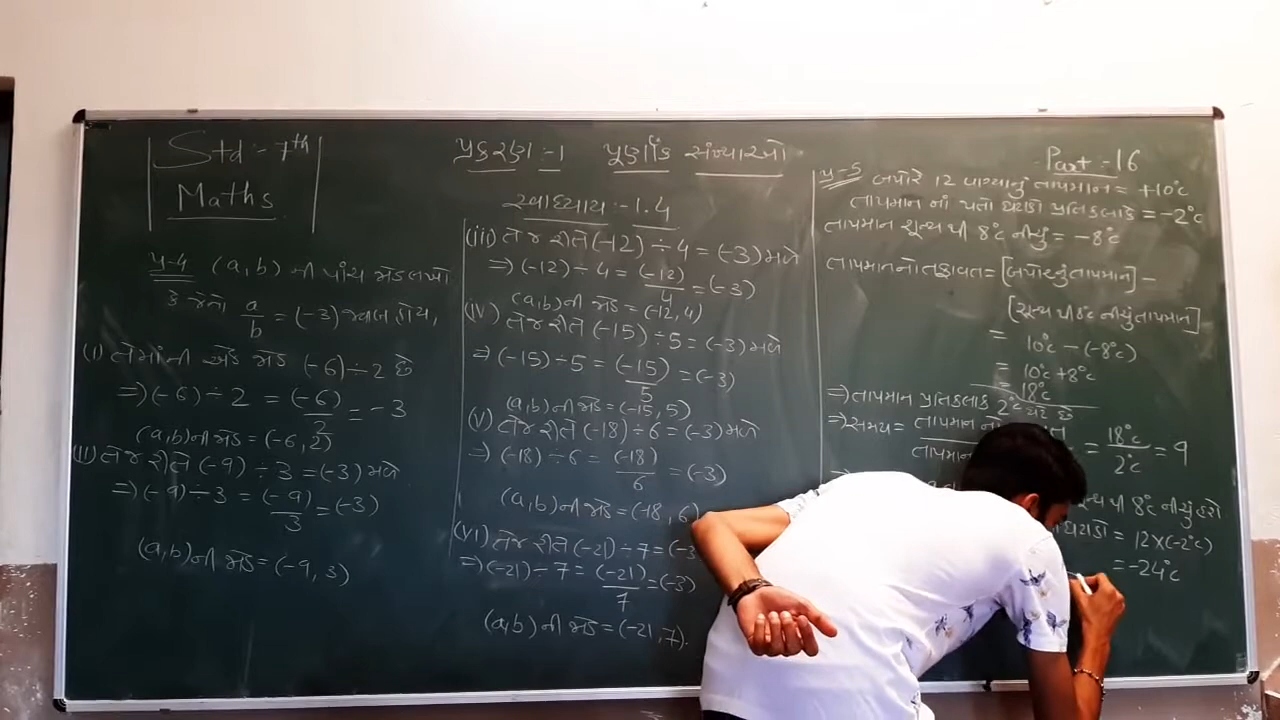 Std :- 7th
Maths
પ્રકરણ :-1 પૂર્ણાંક સંખ્યાઓ
સ્વાધ્યાય :- 1.4
Part :- 16
પ્ર-4 (a,b) ની પાંચ જોડ લખો
કે જેનો a/b = (-3) જવાબ હોય,
(i) તેમાંની એક જોડ (-6) ÷ 2 છે
⇒ (-6) ÷ 2 = (-6)/2 = -3
(a,b) ની જોડ = (-6, 2)
(ii) તેજ રીતે (-9) ÷ 3 = (-3) મળે
⇒ (-9) ÷ 3 = (-9)/3 = (-3)
(a,b) ની જોડ = (-9, 3)
(iii) તેજ રીતે (-12) ÷ 4 = (-3) મળે
⇒ (-12) ÷ 4 = (-12)/4 = (-3)
(a,b) ની જોડ = (-12, 4)
(iv) તેજ રીતે (-15) ÷ 5 = (-3) મળે
⇒ (-15) ÷ 5 = (-15)/5 = (-3)
(a,b) ની જોડ = (-15, 5)
(v) તેજ રીતે (-18) ÷ 6 = (-3) મળે
⇒ (-18) ÷ 6 = (-18)/6 = (-3)
(a,b) ની જોડ = (-18, 6)
(vi) તેજ રીતે (-21) ÷ 7 = (-3
⇒ (-21) ÷ 7 = (-21)/7 = (-3)
(a,b) ની જોડ = (-21, 7).
પ્ર-5 બપોરે 12 વાગ્યાનું તાપમાન = +10°c
તાપમાન નો થતો ઘટાડો પ્રતિકલાકે = -2°c
તાપમાન શૂન્ય થી 8°c નીચું = -8°c
તાપમાનનો તફાવત = [બપોરનું તાપમાન] -
[શૂન્ય થી 8°c નીચું તાપમાન]
= 10°c - (-8°c)
= 10°c + 8°c
= 18°c
⇒ તાપમાન પ્રતિકલાક 2°c ઘટે છે
⇒ સમય = તાપમાન નો
તાપમાન
= 18°c/2°c = 9
થી 8°c નીચું હશે
ઘટાડો = 12×(-2°c)
= -24°c